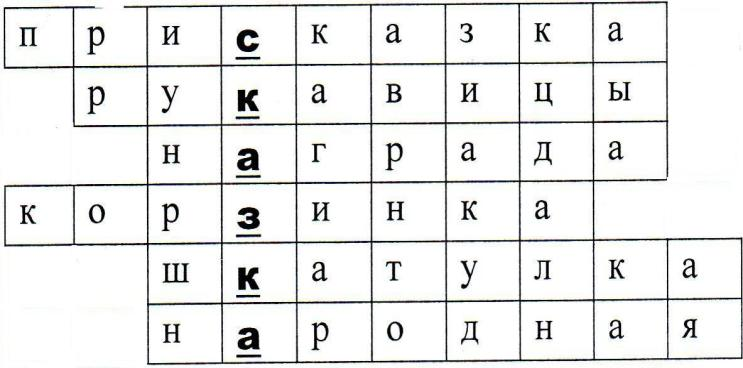 присказка
рукавицы
награда
корзинка
шкатулка
народная